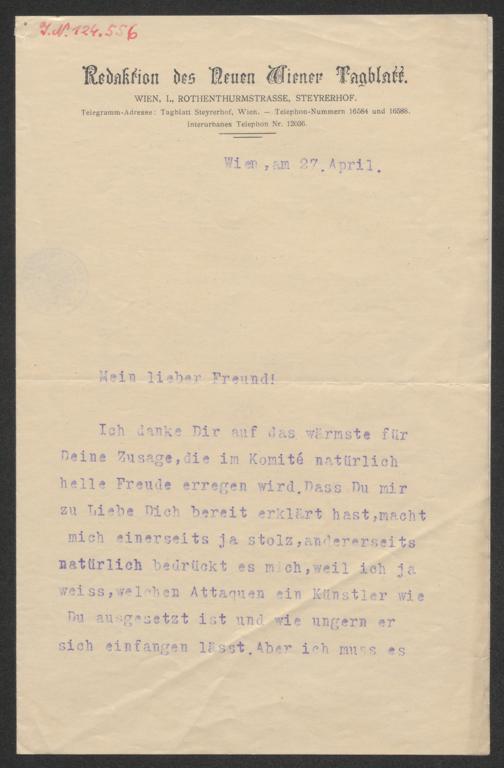 J.N. 124.556
Redaktion des Neuen Wiener Tagblatt.
WIEN, I., ROTHENTHURMSTRASSE, STEYRERHOF.
Telegramm-Adresse: Tagblatt Steyrerhof, Wien. — Telephon-Nummern 16584 und 16588.
Interurbanes Telephon Nr. 12036.
Wien, am 27. April.
Mein lieber Freund!
Ich danke Dir auf das wärmste für
Deine Zusage, die im Komité natürlich
helle Freude erregen wird. Dass Du mir
zu Liebe Dich bereit erklärt hast, macht
mich einerseits ja stolz, andererseits
natürlich bedrückt es mich, weil ich ja
weiss, welchen Attaquen ein Künstler wie
Du ausgesetzt ist und wie ungern er
sich einfangen lässt. Aber ich muss es